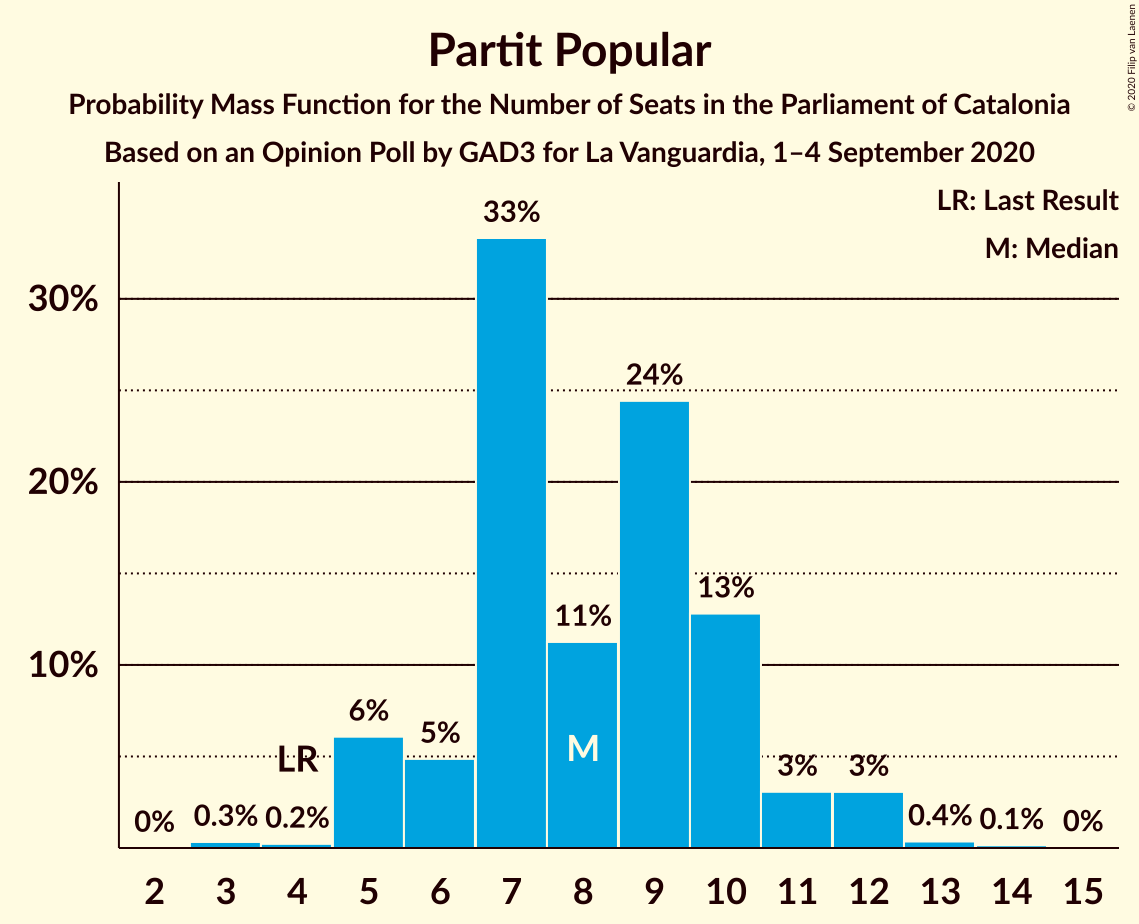 Partit Popular
Probability Mass Function for the Number of Seats in the Parliament of Catalonia
Based on an Opinion Poll by GAD3 for La Vanguardia, 1–4 September 2020
© 2020 Filip van Laenen
LR: Last Result
M: Median
33%
30%
24%
20%
13%
11%
10%
6%
5%
M
LR
3%
3%
0%
0.3%
0.2%
0.4%
0.1%
0%
2 3 4 5 6 7 8 9 10 11 12 13 14 15